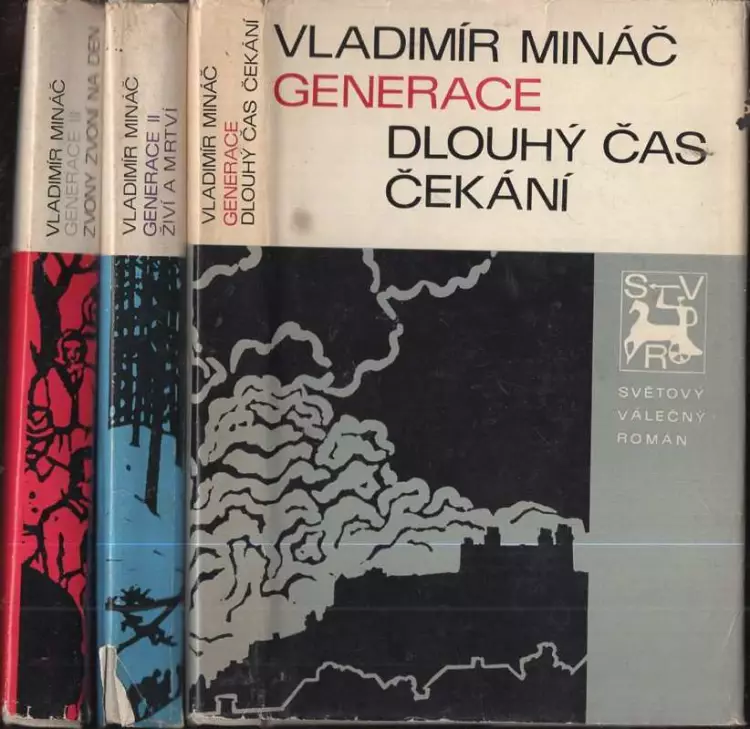 VLADIMÍR MINÁČ
GENERACE III
ZVONY ZVONÍ NA DEN
VLADIMÍR MINÁČ
GENERACE II
ŽIVÍ A MRTVÍ
VLADIMÍR MINÁČ
GENERACE
DLOUHÝ ČAS ČEKÁNÍ
VLADIMÍR MINÁČ
GENERACE
DLOUHÝ ČAS
ČEKÁNÍ
SVĚTOVÝ
VÁLEČNÝ
ROMÁN